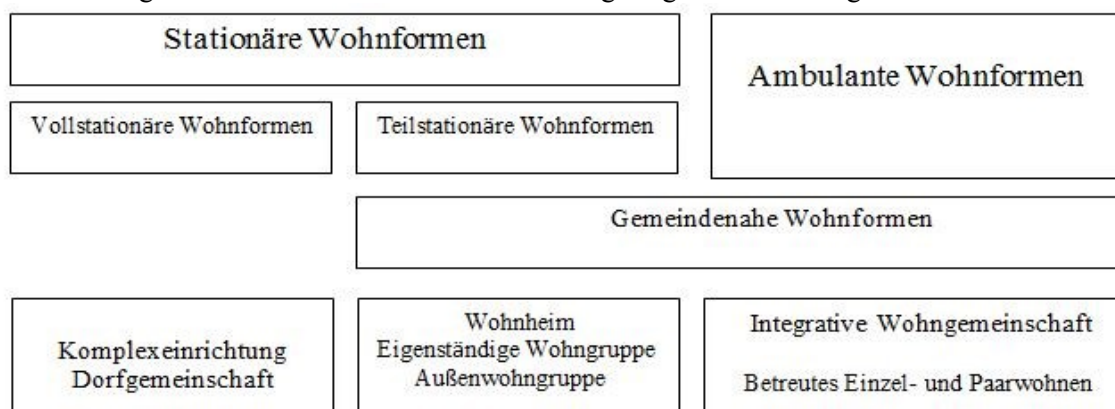 Stationäre Wohnformen
Ambulante Wohnformen
Vollstationäre Wohnformen
Teilstationäre Wohnformen
Gemeindenahe Wohnformen
Komplexeinrichtung
Dorfgemeinschaft
Wohnheim
Eigenständige Wohngruppe
Außenwohngruppe
Integrative Wohngemeinschaft
Betreutes Einzel- und Paarwohnen